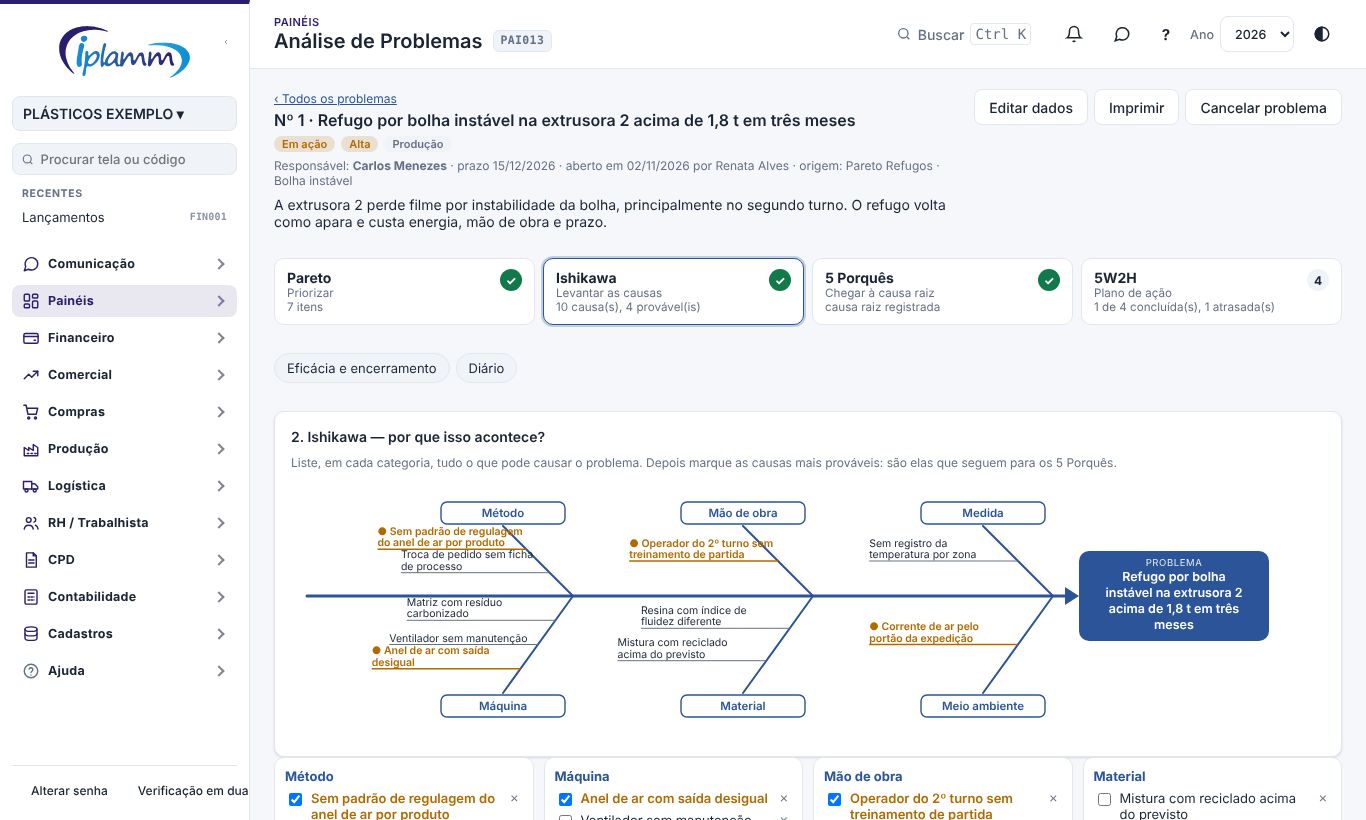 PAINÉIS
Análise de Problemas PAI013
Buscar Ctrl K
? Ano 2026
iplamm
PLÁSTICOS EXEMPLO ▾
Procurar tela ou código
RECENTES
Lançamentos FIN001
Comunicação
Painéis
Financeiro
Comercial
Compras
Produção
Logística
RH / Trabalhista
CPD
Contabilidade
Cadastros
Ajuda
Alterar senha Verificação em dua
‹ Todos os problemas
Nº 1 · Refugo por bolha instável na extrusora 2 acima de 1,8 t em três meses
Editar dados Imprimir Cancelar problema
Em ação Alta Produção
Responsável: Carlos Menezes · prazo 15/12/2026 · aberto em 02/11/2026 por Renata Alves · origem: Pareto Refugos ·
Bolha instável
A extrusora 2 perde filme por instabilidade da bolha, principalmente no segundo turno. O refugo volta
como apara e custa energia, mão de obra e prazo.
Pareto
Priorizar
7 itens
Ishikawa
Levantar as causas
10 causa(s), 4 provável(is)
5 Porquês
Chegar à causa raiz
causa raiz registrada
5W2H 4
Plano de ação
1 de 4 concluída(s), 1 atrasada(s)
Eficácia e encerramento Diário
2. Ishikawa — por que isso acontece?
Liste, em cada categoria, tudo o que pode causar o problema. Depois marque as causas mais prováveis: são elas que seguem para os 5 Porquês.
Método
● Sem padrão de regulagem
do anel de ar por produto
Troca de pedido sem ficha
de processo
Mão de obra
● Operador do 2º turno sem
treinamento de partida
Medida
Sem registro da
temperatura por zona
PROBLEMA
Refugo por bolha
instável na extrusora 2
acima de 1,8 t em três
meses
Matriz com resíduo
carbonizado
Ventilador sem manutenção
● Anel de ar com saída
desigual
Máquina
Resina com índice de
fluidez diferente
Mistura com reciclado
acima do previsto
Material
● Corrente de ar pelo
portão da expedição
Meio ambiente
Método
Sem padrão de regulagem do ×
anel de ar por produto
Máquina
Anel de ar com saída desigual ×
Ventilador sem manutenção ×
Mão de obra
Operador do 2º turno sem ×
treinamento de partida
Material
Mistura com reciclado acima ×
do previsto